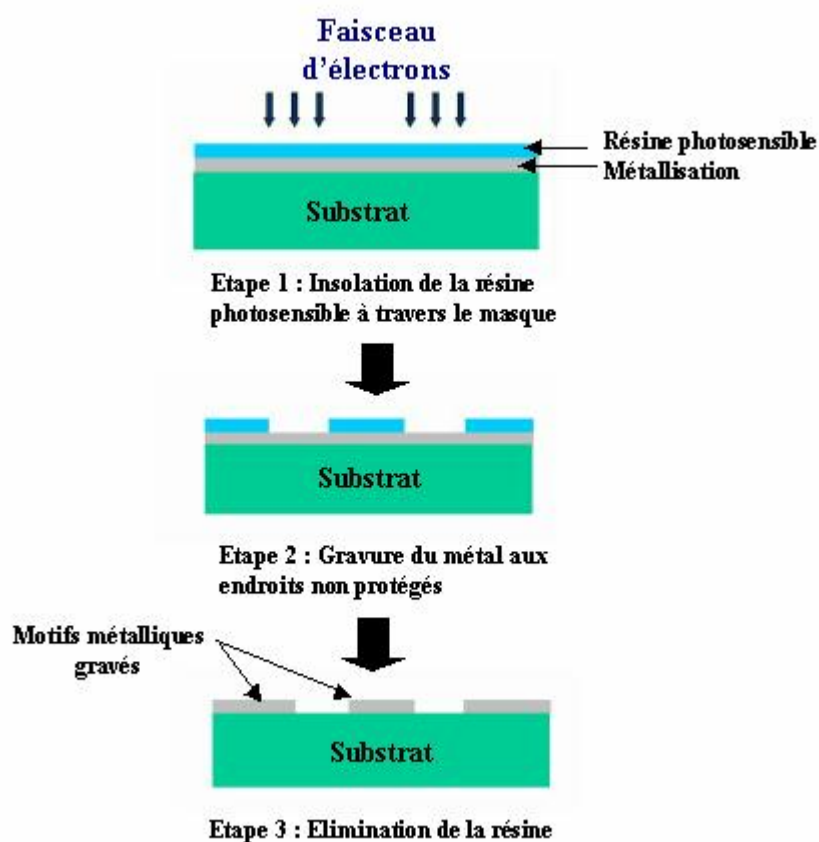 Faisceau
d'électrons
Résine photosensible
Métallisation
Substrat
Etape 1 : Insolation de la résine
photosensible à travers le masque
Substrat
Etape 2 : Gravure du métal aux
endroits non protégés
Motifs métalliques
gravés
Substrat
Etape 3 : Elimination de la résine